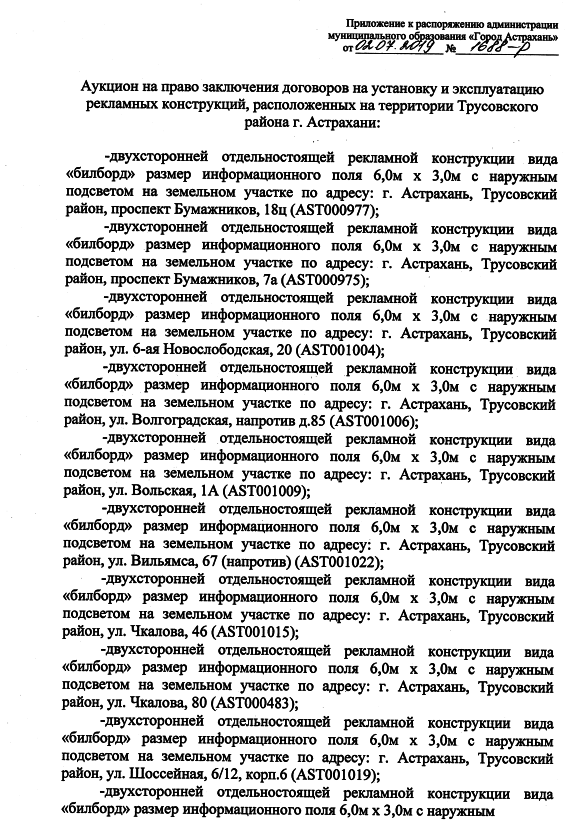 Приложение к распоряжению администрации
муниципального образования «Город Астрахань»
от 02.07.2019 № 1688-р
Аукцион на право заключения договоров на установку и эксплуатацию
рекламных конструкций, расположенных на территории Трусовского
района г. Астрахани:
-двухсторонней отдельностоящей рекламной конструкции вида
«билборд» размер информационного поля 6,0м х 3,0м с наружным
подсветом на земельном участке по адресу: г. Астрахань, Трусовский
район, проспект Бумажников, 18ц (AST000977);
-двухсторонней отдельностоящей рекламной конструкции вида
«билборд» размер информационного поля 6,0м х 3,0м с наружным
подсветом на земельном участке по адресу: г. Астрахань, Трусовский
район, проспект Бумажников, 7а (AST000975);
-двухсторонней отдельностоящей рекламной конструкции вида
«билборд» размер информационного поля 6,0м х 3,0м с наружным
подсветом на земельном участке по адресу: г. Астрахань, Трусовский
район, ул. 6-ая Новослободская, 20 (AST001004);
-двухсторонней отдельностоящей рекламной конструкции вида
«билборд» размер информационного поля 6,0м х 3,0м с наружным
подсветом на земельном участке по адресу: г. Астрахань, Трусовский
район, ул. Волгоградская, напротив д.85 (AST001006);
-двухсторонней отдельностоящей рекламной конструкции вида
«билборд» размер информационного поля 6,0м х 3,0м с наружным
подсветом на земельном участке по адресу: г. Астрахань, Трусовский
район, ул. Вольская, 1А (AST001009);
-двухсторонней отдельностоящей рекламной конструкции вида
«билборд» размер информационного поля 6,0м х 3,0м с наружным
подсветом на земельном участке по адресу: г. Астрахань, Трусовский
район, ул. Вильямса, 67 (напротив) (AST001022);
-двухсторонней отдельностоящей рекламной конструкции вида
«билборд» размер информационного поля 6,0м х 3,0м с наружным
подсветом на земельном участке по адресу: г. Астрахань, Трусовский
район, ул. Чкалова, 46 (AST001015);
-двухсторонней отдельностоящей рекламной конструкции вида
«билборд» размер информационного поля 6,0м х 3,0м с наружным
подсветом на земельном участке по адресу: г. Астрахань, Трусовский
район, ул. Чкалова, 80 (AST000483);
-двухсторонней отдельностоящей рекламной конструкции вида
«билборд» размер информационного поля 6,0м х 3,0м с наружным
подсветом на земельном участке по адресу: г. Астрахань, Трусовский
район, ул. Шоссейная, 6/12, корп.6 (AST001019);
-двухсторонней отдельностоящей рекламной конструкции вида
«билборд» размер информационного поля 6,0м х 3,0м с наружным